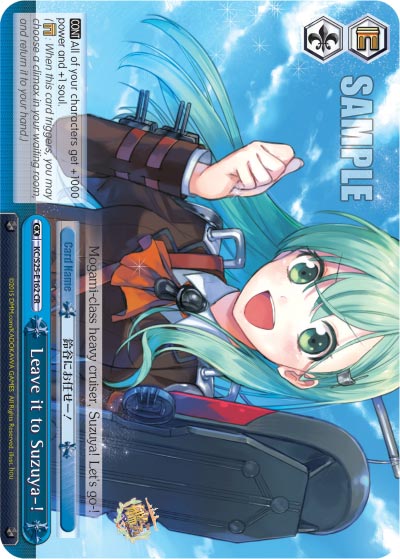 SAMPLE
[CONT] All of your characters get +1000
power and +1 soul.
( : When this card triggers, you may
choose a climax in your waiting room,
and return it to your hand.)
Mogami-class heavy cruiser, Suzuya! Let's go~!
Card Name
鈴谷にお任せ~!
CX
KC/S25-E162 CR
Leave it to Suzuya~!
©2015 DMM.com/KADOKAWA GAMES All Rights Reserved. illus. hitu